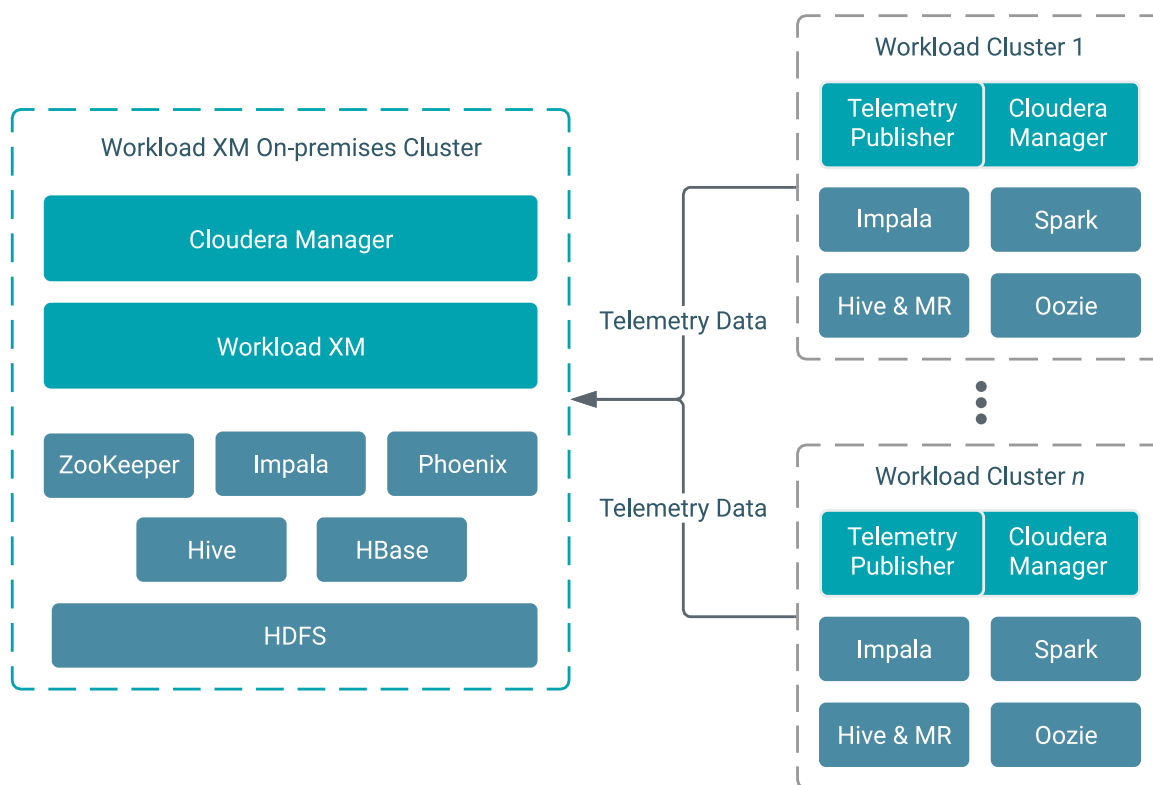 Workload XM On-premises Cluster
Cloudera Manager
Workload XM
ZooKeeper
Impala
Phoenix
Hive
HBase
HDFS
Telemetry Data
Telemetry Data
Workload Cluster 1
Telemetry
Publisher
Cloudera
Manager
Impala
Spark
Hive & MR
Oozie
Workload Cluster n
Telemetry
Publisher
Cloudera
Manager
Impala
Spark
Hive & MR
Oozie